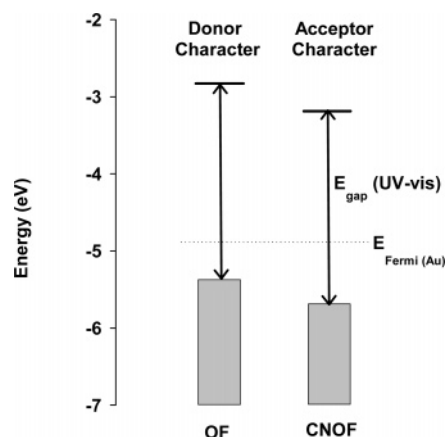 Donor
Character
Acceptor
Character
-2
-3
-4
-5
-6
-7
Energy (eV)
E gap (UV-vis)
E Fermi (Au)
OF
CNOF